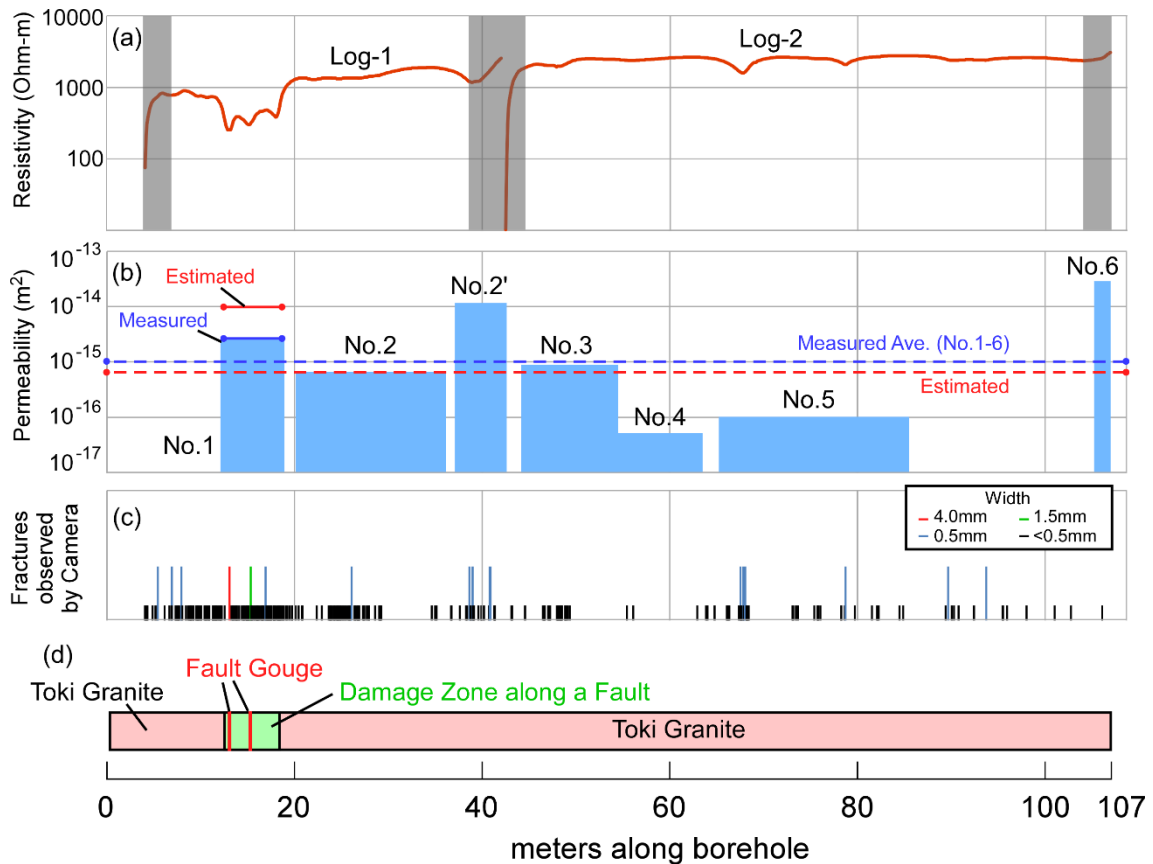 (a)
Resistivity (Ohm-m)
10000
1000
100
Log-1
Log-2
(b)
Permeability (m²)
10⁻¹³
10⁻¹⁴
10⁻¹⁵
10⁻¹⁶
10⁻¹⁷
Estimated
Measured
No.1
No.2
No.2'
No.3
No.4
No.5
No.6
Measured Ave. (No.1-6)
Estimated
(c)
Fractures
observed
by Camera
Width
4.0mm
1.5mm
0.5mm
<0.5mm
(d)
Fault Gouge
Toki Granite
Damage Zone along a Fault
Toki Granite
0
20
40
60
80
100
107
meters along borehole